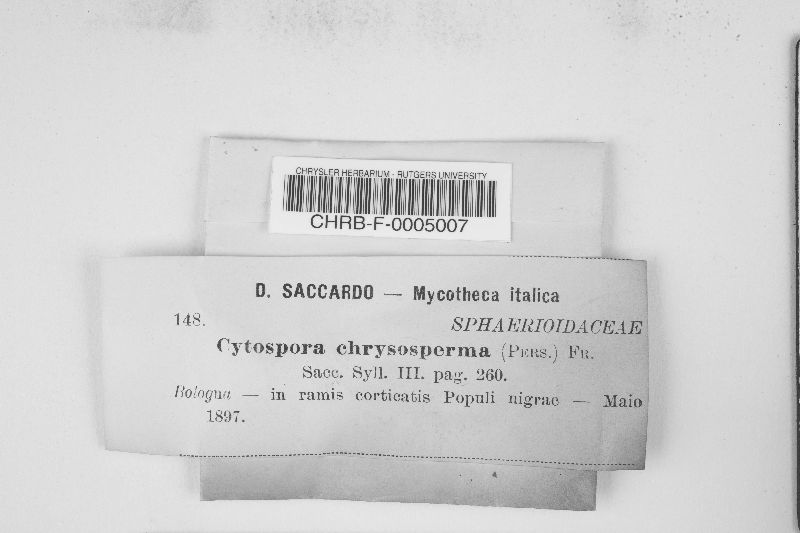 CHRYSLER HERBARIUM - RUTGERS UNIVERSITY
CHRB-F-0005007
D. SACCARDO — Mycotheca italica
148.
SPHAERIOIDACEAE
Cytospora chrysosperma (PERS.) FR.
Sacc. Syll. III. pag. 260.
Bologna — in ramis corticatis Populi nigrae — Maio
1897.